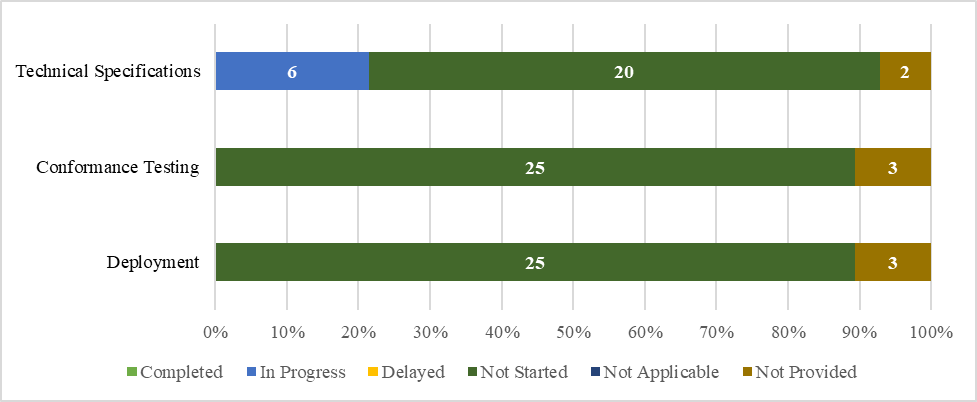 Technical Specifications 6 20 2
Conformance Testing 25 3
Deployment 25 3
0% 10% 20% 30% 40% 50% 60% 70% 80% 90% 100%
Completed In Progress Delayed Not Started Not Applicable Not Provided